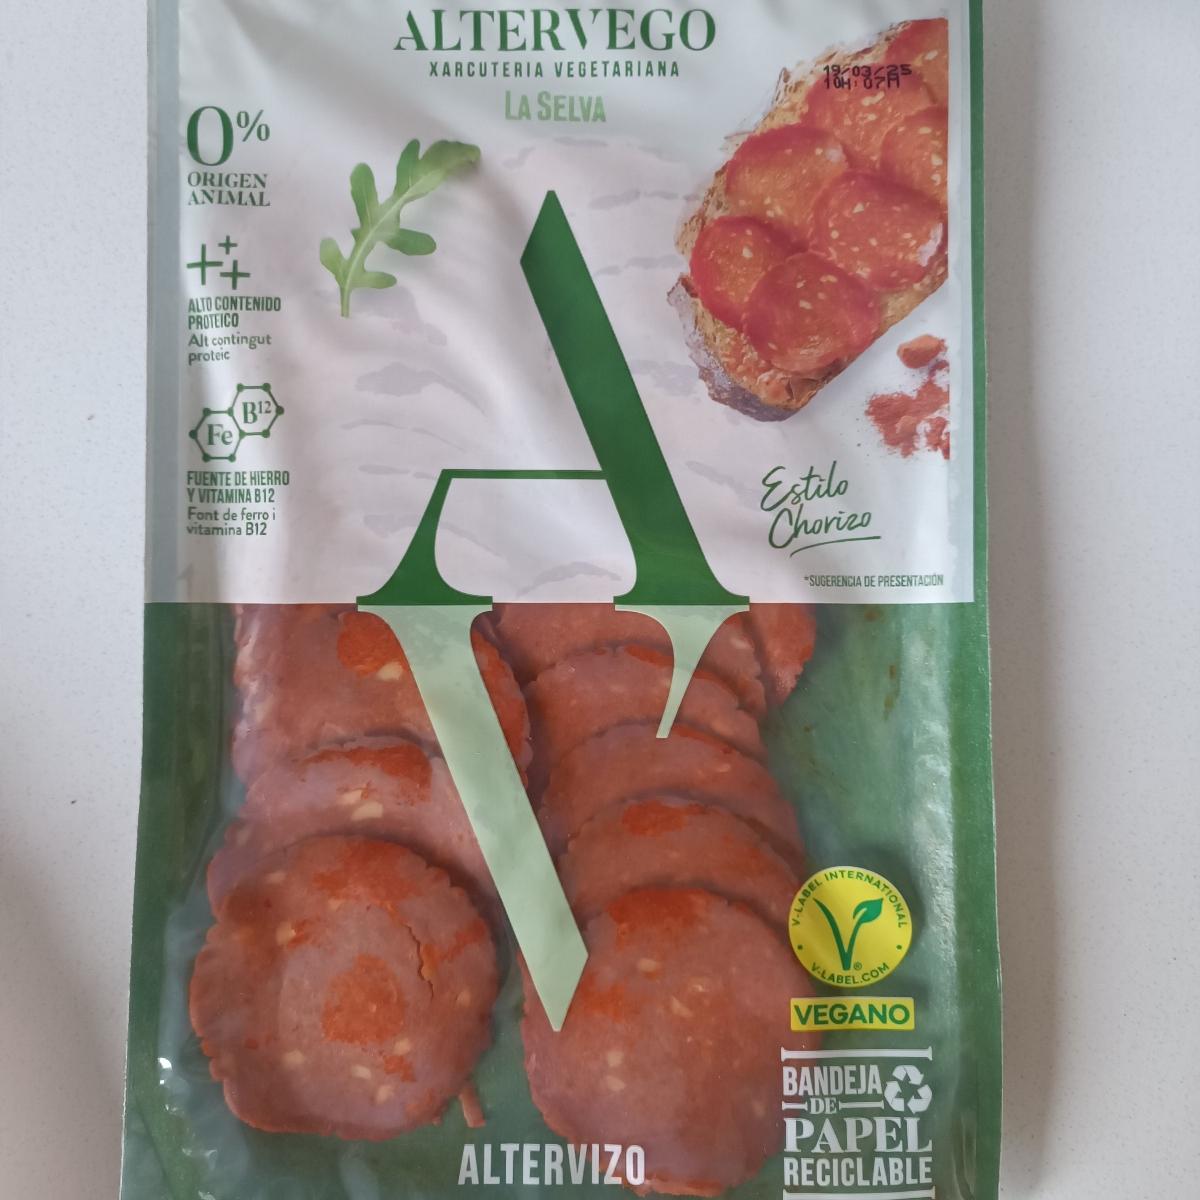 ALTERVEGO
XARCUTERIA VEGETARIANA
LA SELVA
19/03/25
10H:07M
0%
ORIGEN
ANIMAL
ALTO CONTENIDO
PROTEICO
Alt contingut
proteic
B12
Fe
FUENTE DE HIERRO
Y VITAMINA B12
Font de ferro i
vitamina B12
Estilo
Chorizo
*SUGERENCIA DE PRESENTACIÓN
V-LABEL INTERNATIONAL
V-LABEL.COM
VEGANO
BANDEJA
DE
PAPEL
RECICLABLE
ALTERVIZO